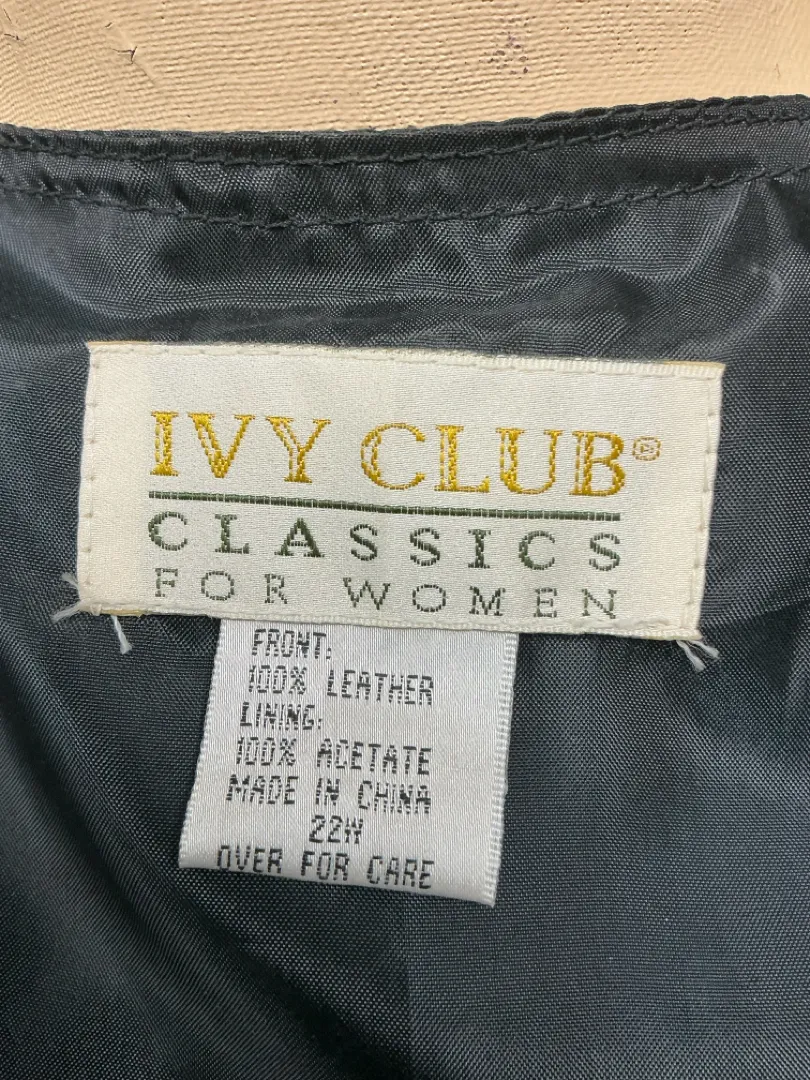 IVY CLUB®
CLASSICS
FOR WOMEN
FRONT:
100% LEATHER
LINING:
100% ACETATE
MADE IN CHINA
22W
OVER FOR CARE